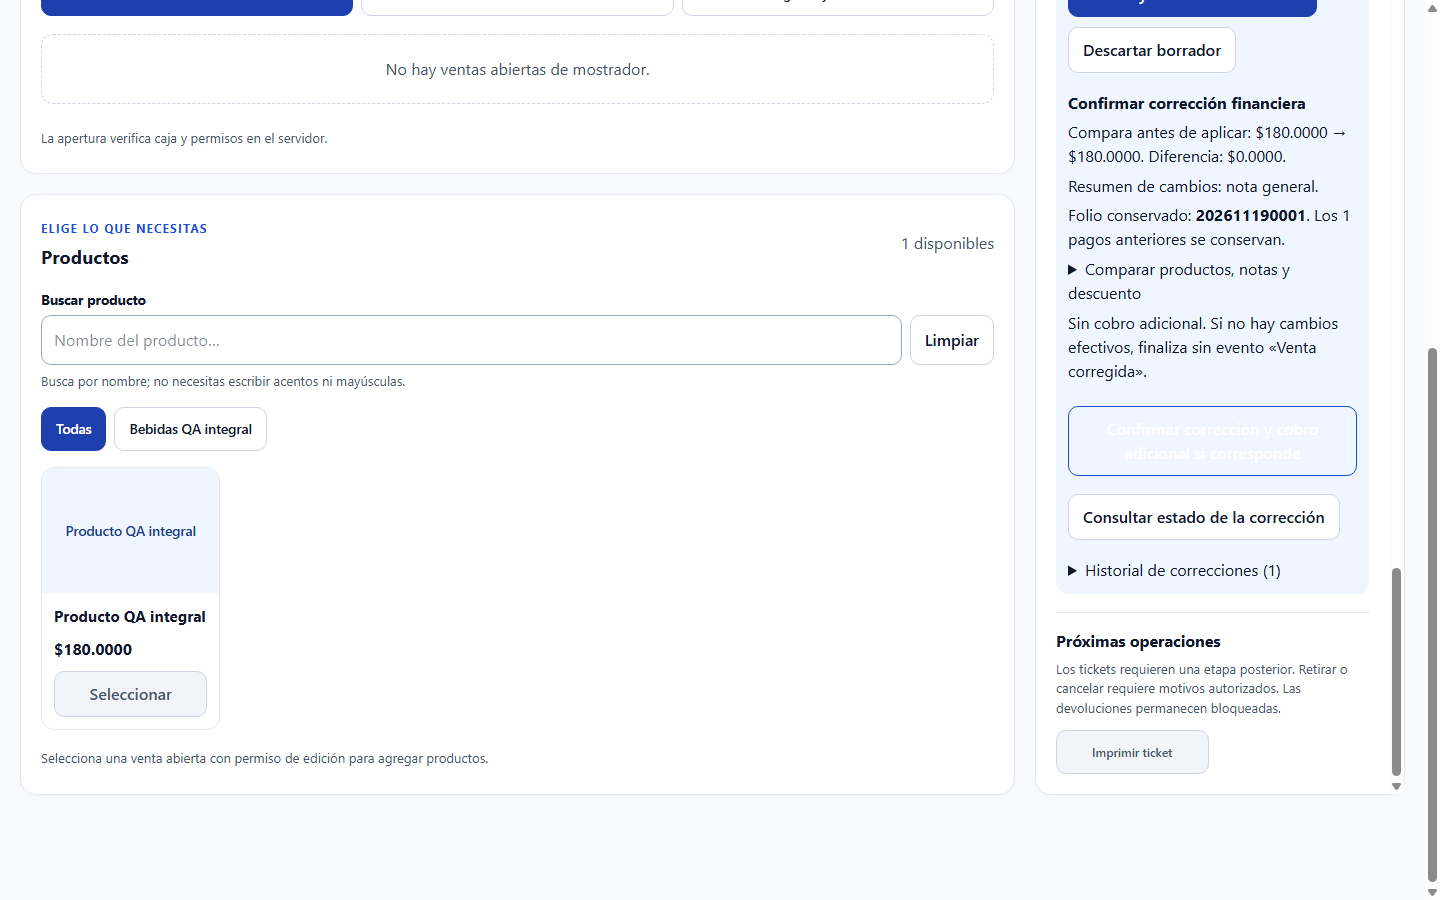 No hay ventas abiertas de mostrador.
La apertura verifica caja y permisos en el servidor.
ELIGE LO QUE NECESITAS
Productos
1 disponibles
Buscar producto
Nombre del producto...
Limpiar
Busca por nombre; no necesitas escribir acentos ni mayúsculas.
Todas
Bebidas QA integral
Producto QA integral
Producto QA integral
$180.0000
Seleccionar
Selecciona una venta abierta con permiso de edición para agregar productos.
Descartar borrador
Confirmar corrección financiera
Compara antes de aplicar: $180.0000 →
$180.0000. Diferencia: $0.0000.
Resumen de cambios: nota general.
Folio conservado: 202611190001. Los 1
pagos anteriores se conservan.
Comparar productos, notas y
descuento
Sin cobro adicional. Si no hay cambios
efectivos, finaliza sin evento «Venta
corregida».
Confirmar corrección y cobro
adicional si corresponde
Consultar estado de la corrección
Historial de correcciones (1)
Próximas operaciones
Los tickets requieren una etapa posterior. Retirar o
cancelar requiere motivos autorizados. Las
devoluciones permanecen bloqueadas.
Imprimir ticket